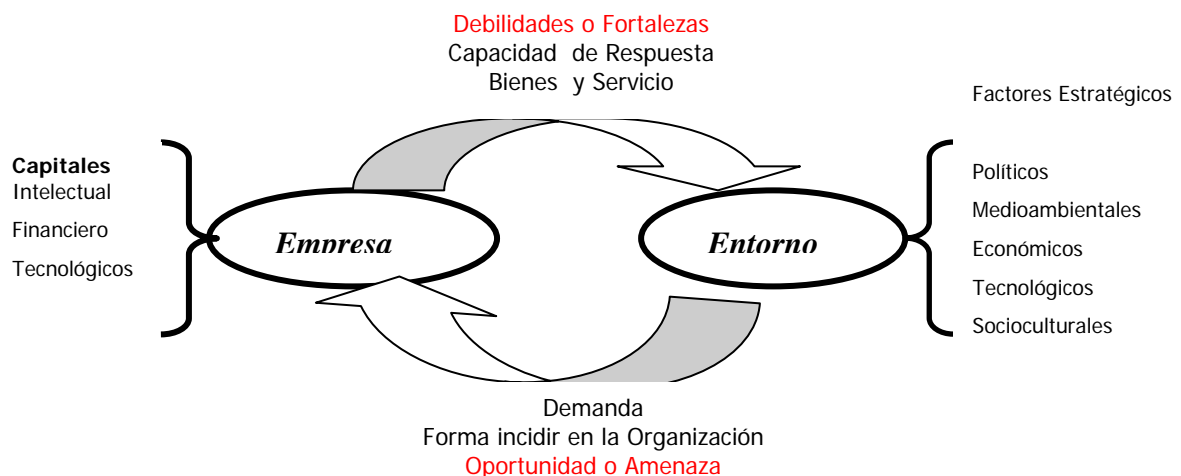 Debilidades o Fortalezas
Capacidad de Respuesta
Bienes y Servicio
Factores Estratégicos
Capitales
Intelectual
Financiero
Tecnológicos
Empresa
Entorno
Políticos
Medioambientales
Económicos
Tecnológicos
Socioculturales
Demanda
Forma incidir en la Organización
Oportunidad o Amenaza